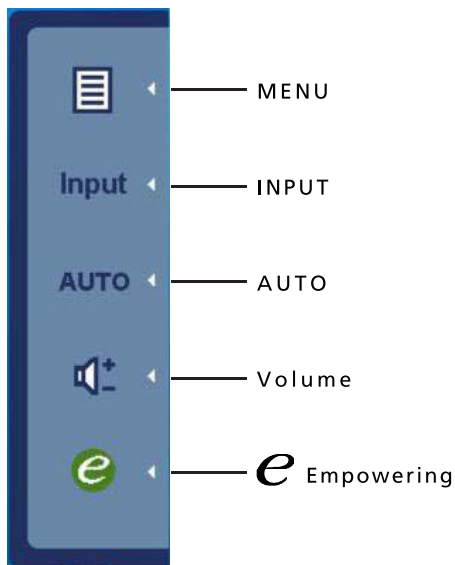 MENU
Input INPUT
AUTO AUTO
Volume
e e Empowering